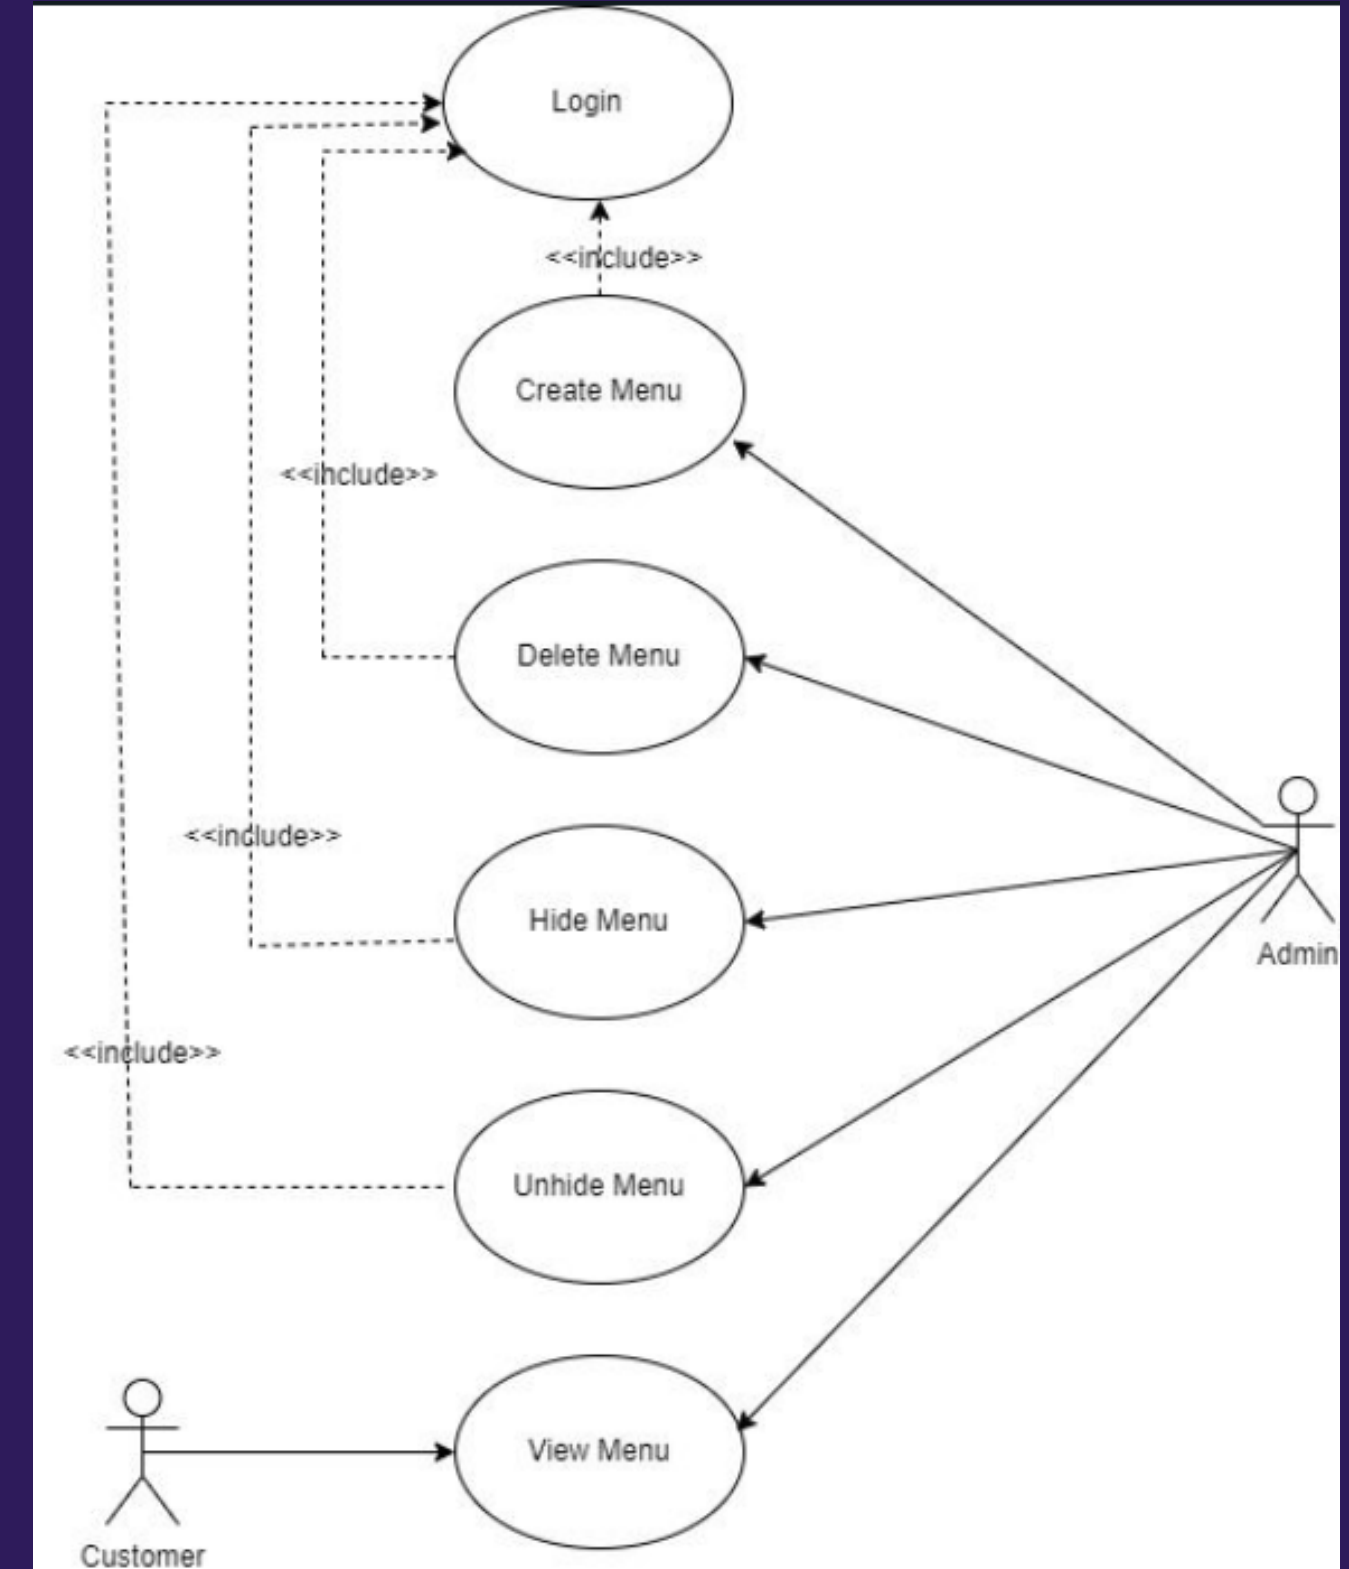 Login
<<include>>
Create Menu
<<include>>
Delete Menu
<<include>>
Hide Menu
Admin
<<include>>
Unhide Menu
View Menu
Customer